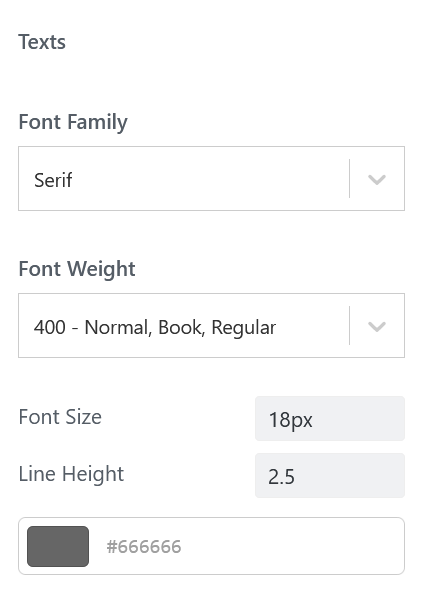 Texts
Font Family
Serif
Font Weight
400 - Normal, Book, Regular
Font Size
18px
Line Height
2.5
#666666